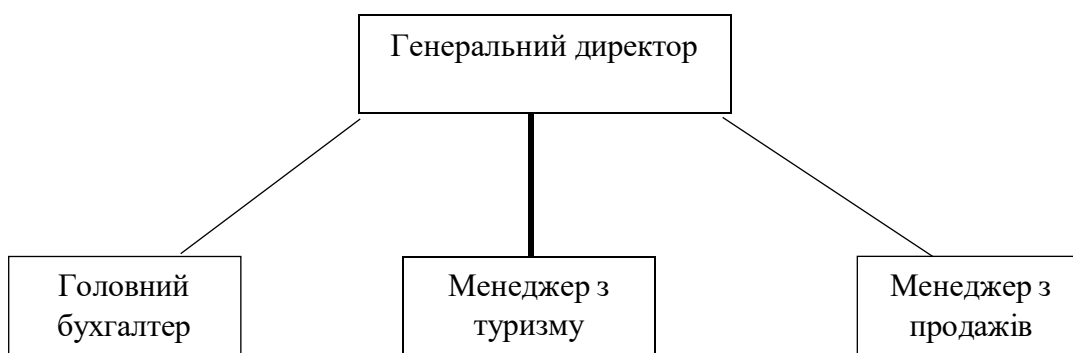 Генеральний директор
Головний
бухгалтер
Менеджер з
туризму
Менеджер з
продажів